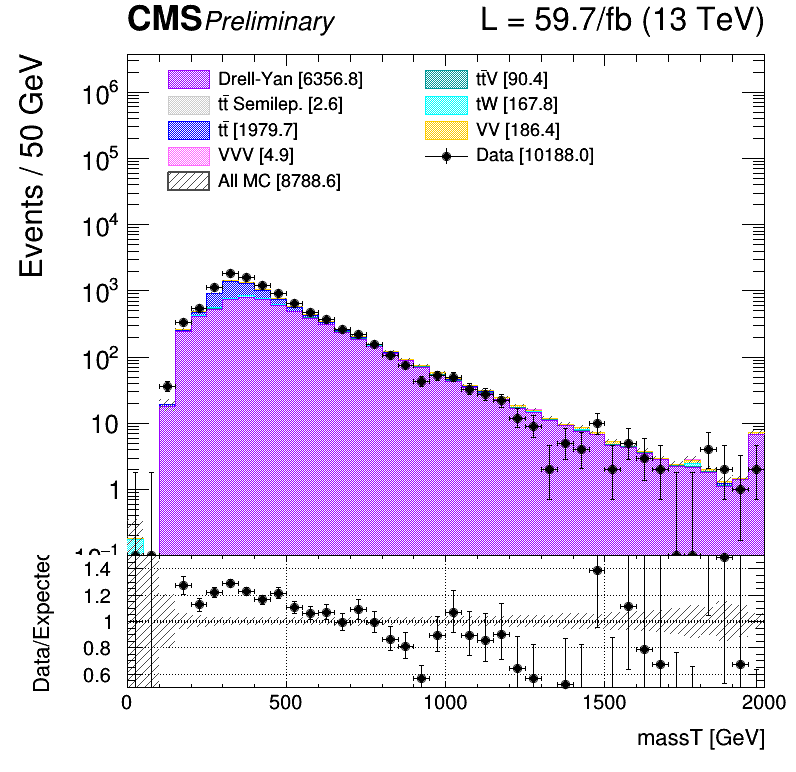 CMS Preliminary L = 59.7/fb (13 TeV)
Events / 50 GeV
Drell-Yan [6356.8]
tt̄ Semilep. [2.6]
tt̄ [1979.7]
VVV [4.9]
All MC [8788.6]
tt̄V [90.4]
tW [167.8]
VV [186.4]
Data [10188.0]
10⁶
10⁵
10⁴
10³
10²
10
1
10⁻¹
Data/Expected
1.4
1.2
1
0.8
0.6
0 500 1000 1500 2000
massT [GeV]